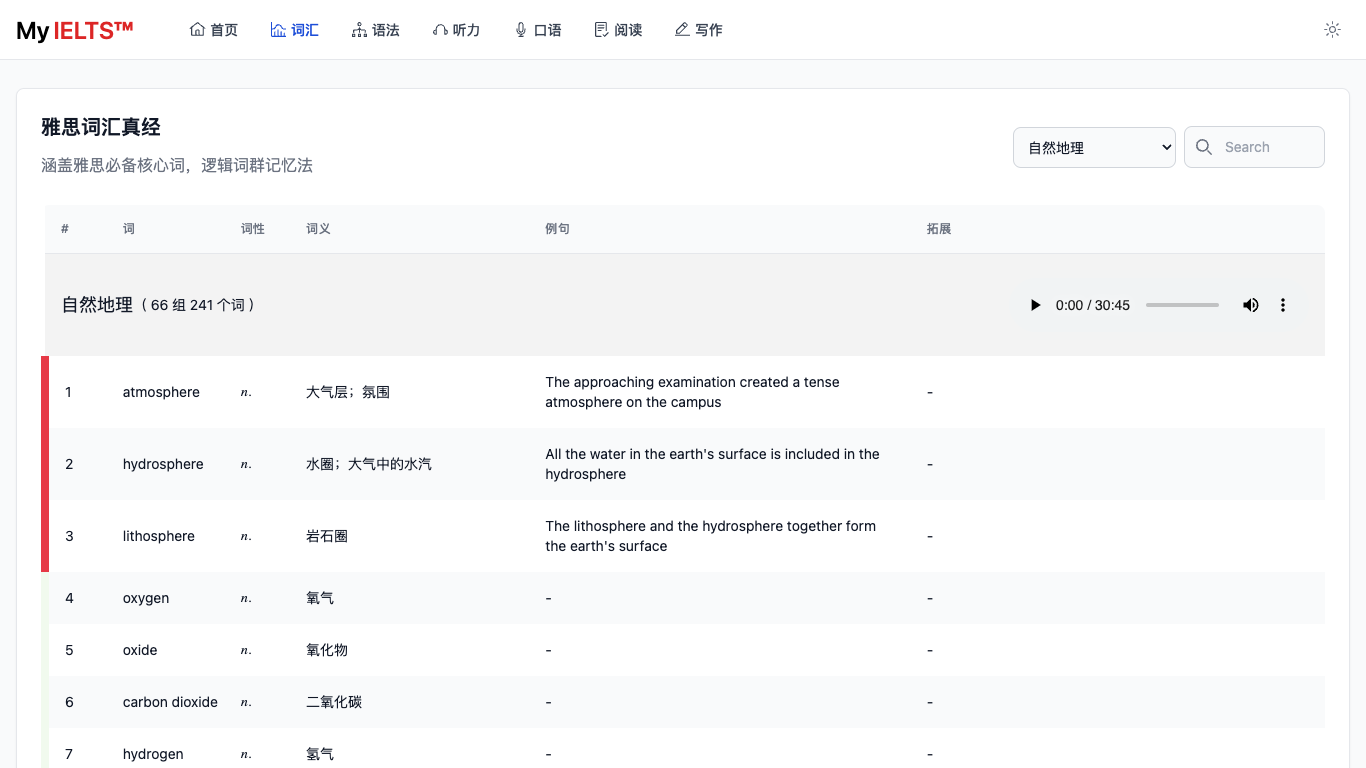 My IELTS™ 首页 词汇 语法 听力 口语 阅读 写作
雅思词汇真经
涵盖雅思必备核心词，逻辑词群记忆法
自然地理 Search
# 词 词性 词义 例句 拓展
自然地理（ 66 组 241 个词 ） 0:00 / 30:45
1 atmosphere n. 大气层；氛围 The approaching examination created a tense
atmosphere on the campus -
2 hydrosphere n. 水圈；大气中的水汽 All the water in the earth's surface is included in the
hydrosphere -
3 lithosphere n. 岩石圈 The lithosphere and the hydrosphere together form
the earth's surface -
4 oxygen n. 氧气 - -
5 oxide n. 氧化物 - -
6 carbon dioxide n. 二氧化碳 - -
7 hydrogen n. 氢气 - -